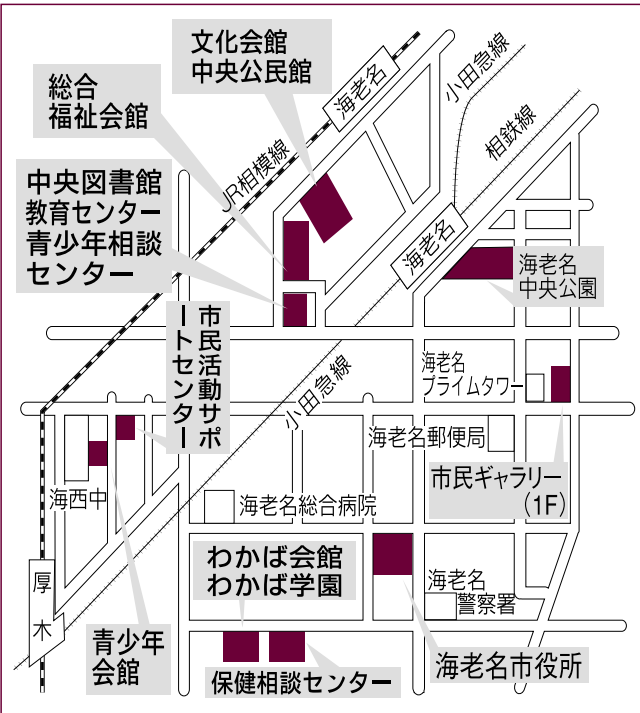 文化会館
中央公民館
総合
福祉会館
海老名
小田急線
相鉄線
JR相模線
中央図書館
教育センター
青少年相談
センター
海老名
海老名
中央公園
市民活動サポ
ートセンター
小田急線
海老名
プライムタワー
海老名郵便局
市民ギャラリー
(1F)
海西中
海老名総合病院
わかば会館
わかば学園
海老名
警察署
厚木
青少年
会館
保健相談センター
海老名市役所